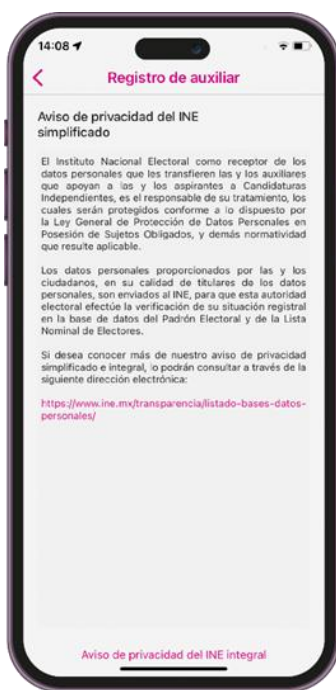 14:08
Registro de auxiliar
Aviso de privacidad del INE
simplificado
El Instituto Nacional Electoral como receptor de los
datos personales que les transfieren las y los auxiliares
que apoyan a las y los aspirantes a Candidaturas
Independientes, es el responsable de su tratamiento, los
cuales serán protegidos conforme a lo dispuesto por
la Ley General de Protección de Datos Personales en
Posesión de Sujetos Obligados, y demás normatividad
que resulte aplicable.
Los datos personales proporcionados por las y los
ciudadanos, en su calidad de titulares de los datos
personales, son enviados al INE, para que esta autoridad
electoral efectúe la verificación de su situación registral
en la base de datos del Padrón Electoral y de la Lista
Nominal de Electores.
Si desea conocer más de nuestro aviso de privacidad
simplificado e integral, lo podrán consultar a través de la
siguiente dirección electrónica:
https://www.ine.mx/transparencia/listado-bases-datos-
personales/
Aviso de privacidad del INE integral